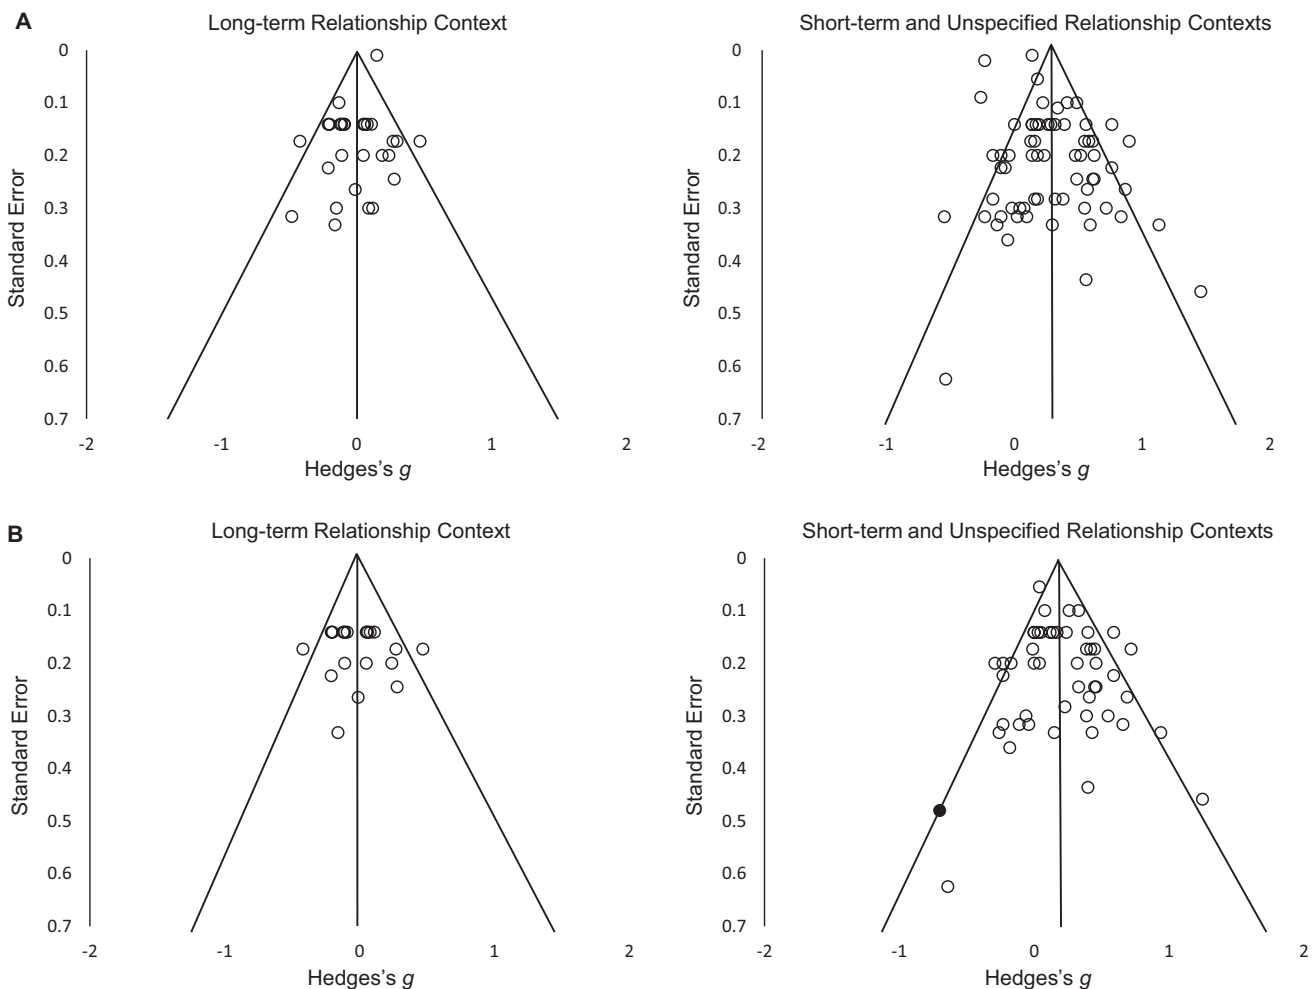 A
Long-term Relationship Context
Short-term and Unspecified Relationship Contexts
0
0.1
0.2
0.3
0.4
0.5
0.6
0.7
Standard Error
-2 -1 0 1 2
Hedges's g
0
0.1
0.2
0.3
0.4
0.5
0.6
0.7
Standard Error
-2 -1 0 1 2
Hedges's g
B
Long-term Relationship Context
Short-term and Unspecified Relationship Contexts
0
0.1
0.2
0.3
0.4
0.5
0.6
0.7
Standard Error
-2 -1 0 1 2
Hedges's g
0
0.1
0.2
0.3
0.4
0.5
0.6
0.7
Standard Error
-2 -1 0 1 2
Hedges's g